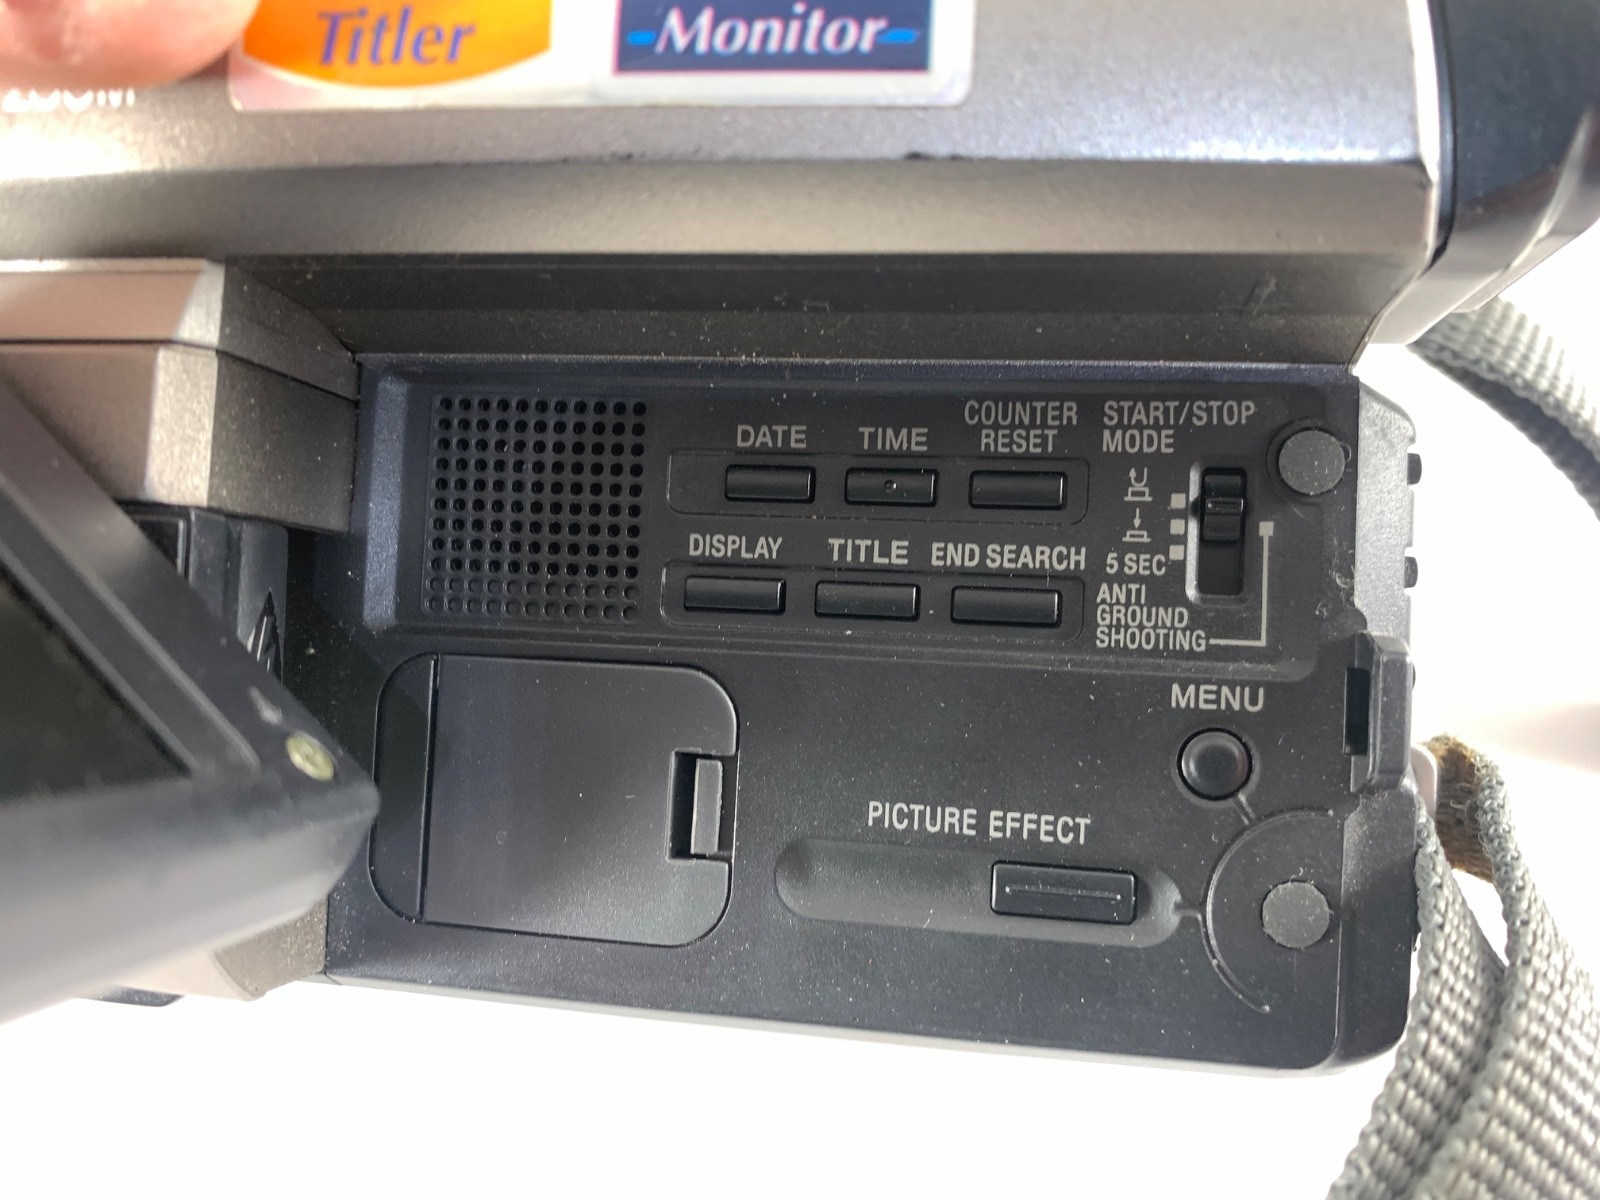 Titler
Monitor
ZOOM
DATE
TIME
COUNTER
RESET
START/STOP
MODE
DISPLAY
TITLE
END SEARCH
5 SEC
ANTI
GROUND
SHOOTING
MENU
PICTURE EFFECT